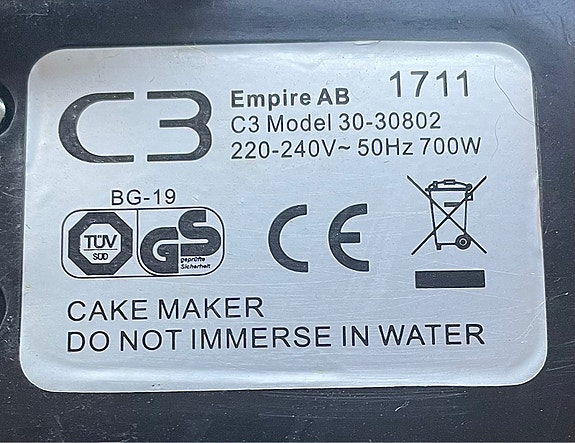 C3
Empire AB 1711
C3 Model 30-30802
220-240V~ 50Hz 700W
BG-19
TÜV
SÜD
GS
geprüfte
Sicherheit
CE
CAKE MAKER
DO NOT IMMERSE IN WATER